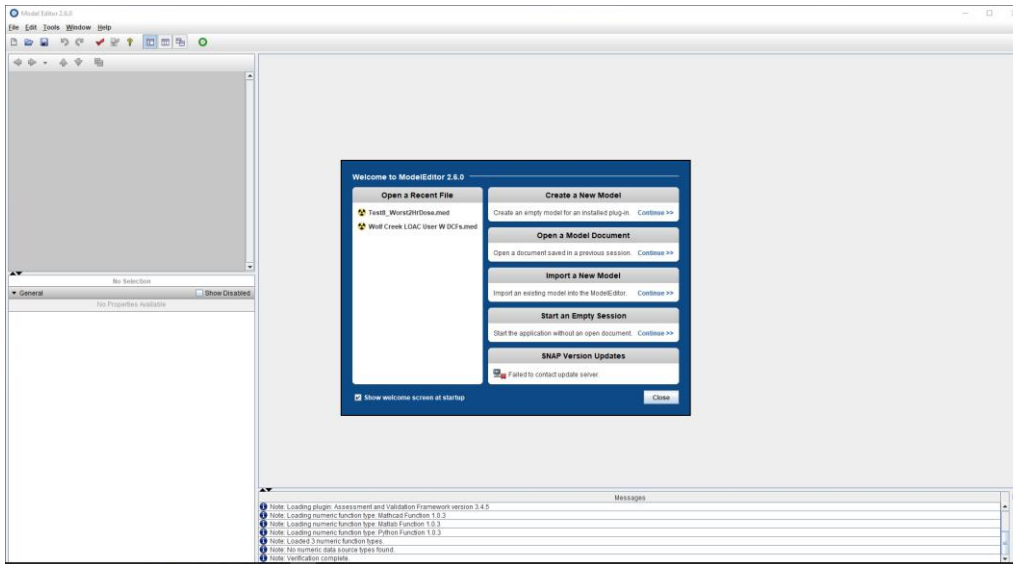 Model Editor 2.6.0
File Edit Tools Window Help
No Selection
General Show Disabled
No Properties Available
Welcome to ModelEditor 2.6.0
Open a Recent File
Test8_Worst2HrDose.med
Wolf Creek LOAC User W DCFs.med
Create a New Model
Create an empty model for an installed plug-in. Continue >>
Open a Model Document
Open a document saved in a previous session. Continue >>
Import a New Model
Import an existing model into the ModelEditor. Continue >>
Start an Empty Session
Start the application without an open document. Continue >>
SNAP Version Updates
Failed to contact update server.
Show welcome screen at startup
Close
Messages
Note: Loading plugin: Assessment and Validation Framework version 3.4.5
Note: Loading numeric function type: Mathcad Function 1.0.3
Note: Loading numeric function type: Matlab Function 1.0.3
Note: Loading numeric function type: Python Function 1.0.3
Note: Loaded 3 numeric function types.
Note: No numeric data source types found.
Note: Verification complete.